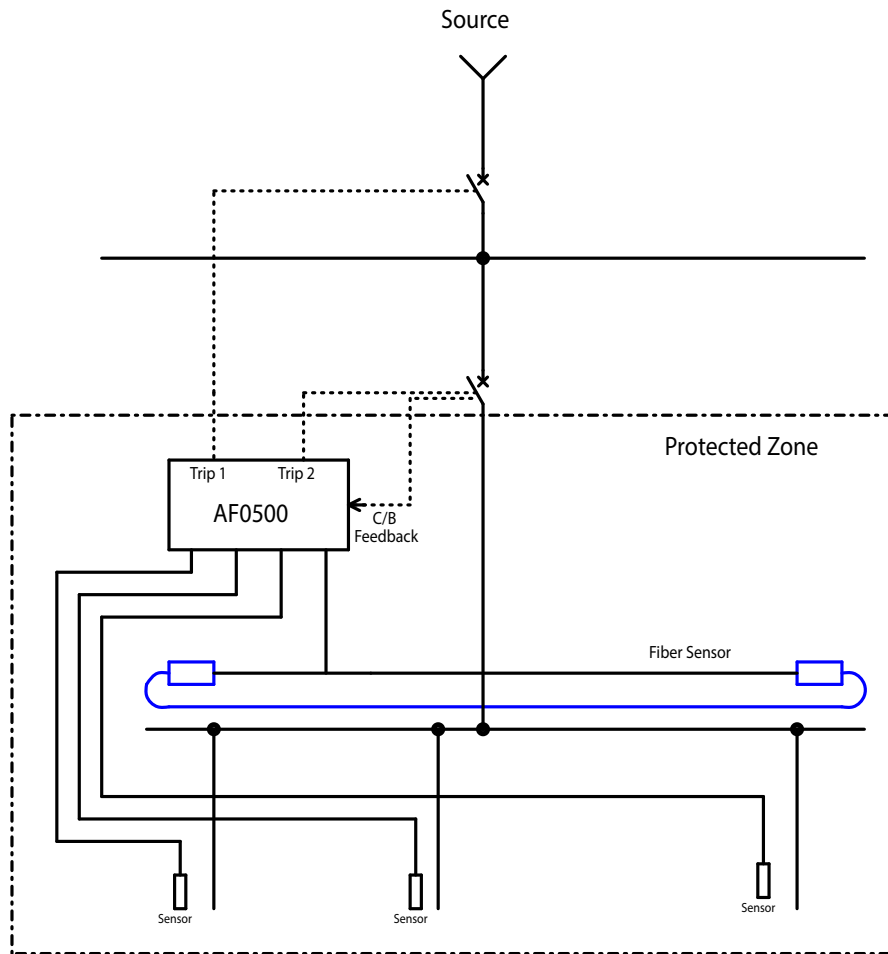 Source
Protected Zone
Trip 1
Trip 2
AF0500
C/B
Feedback
Fiber Sensor
Sensor
Sensor
Sensor